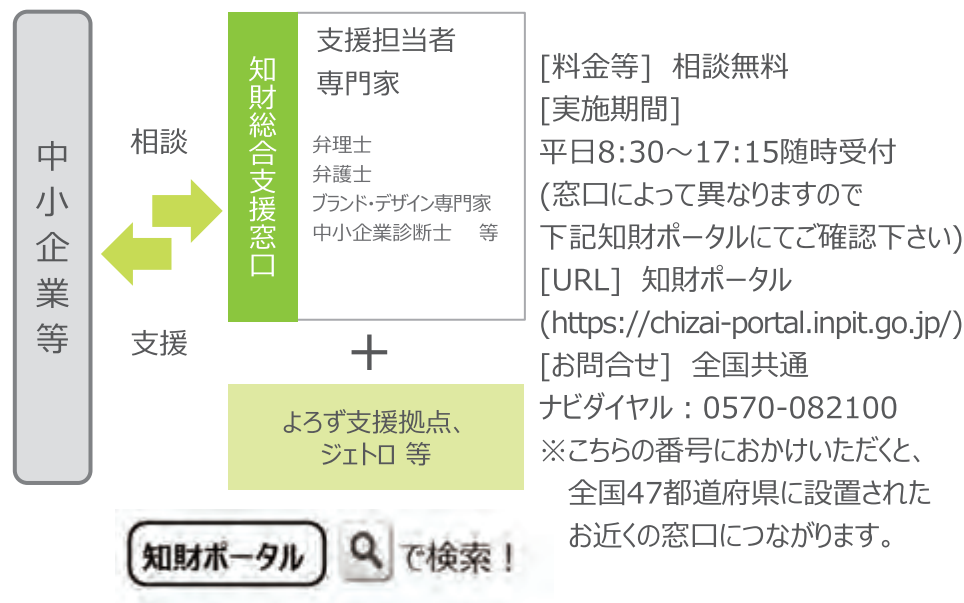 中小企業等
相談
支援
知財総合支援窓口
支援担当者
専門家
弁理士
弁護士
ブランド・デザイン専門家
中小企業診断士 等
＋
よろず支援拠点、
ジェトロ 等
知財ポータル で検索！
[料金等] 相談無料
[実施期間]
平日8:30～17:15随時受付
(窓口によって異なりますので
下記知財ポータルにてご確認下さい)
[URL] 知財ポータル
(https://chizai-portal.inpit.go.jp/)
[お問合せ] 全国共通
ナビダイヤル：0570-082100
※こちらの番号におかけいただくと、
全国47都道府県に設置された
お近くの窓口につながります。